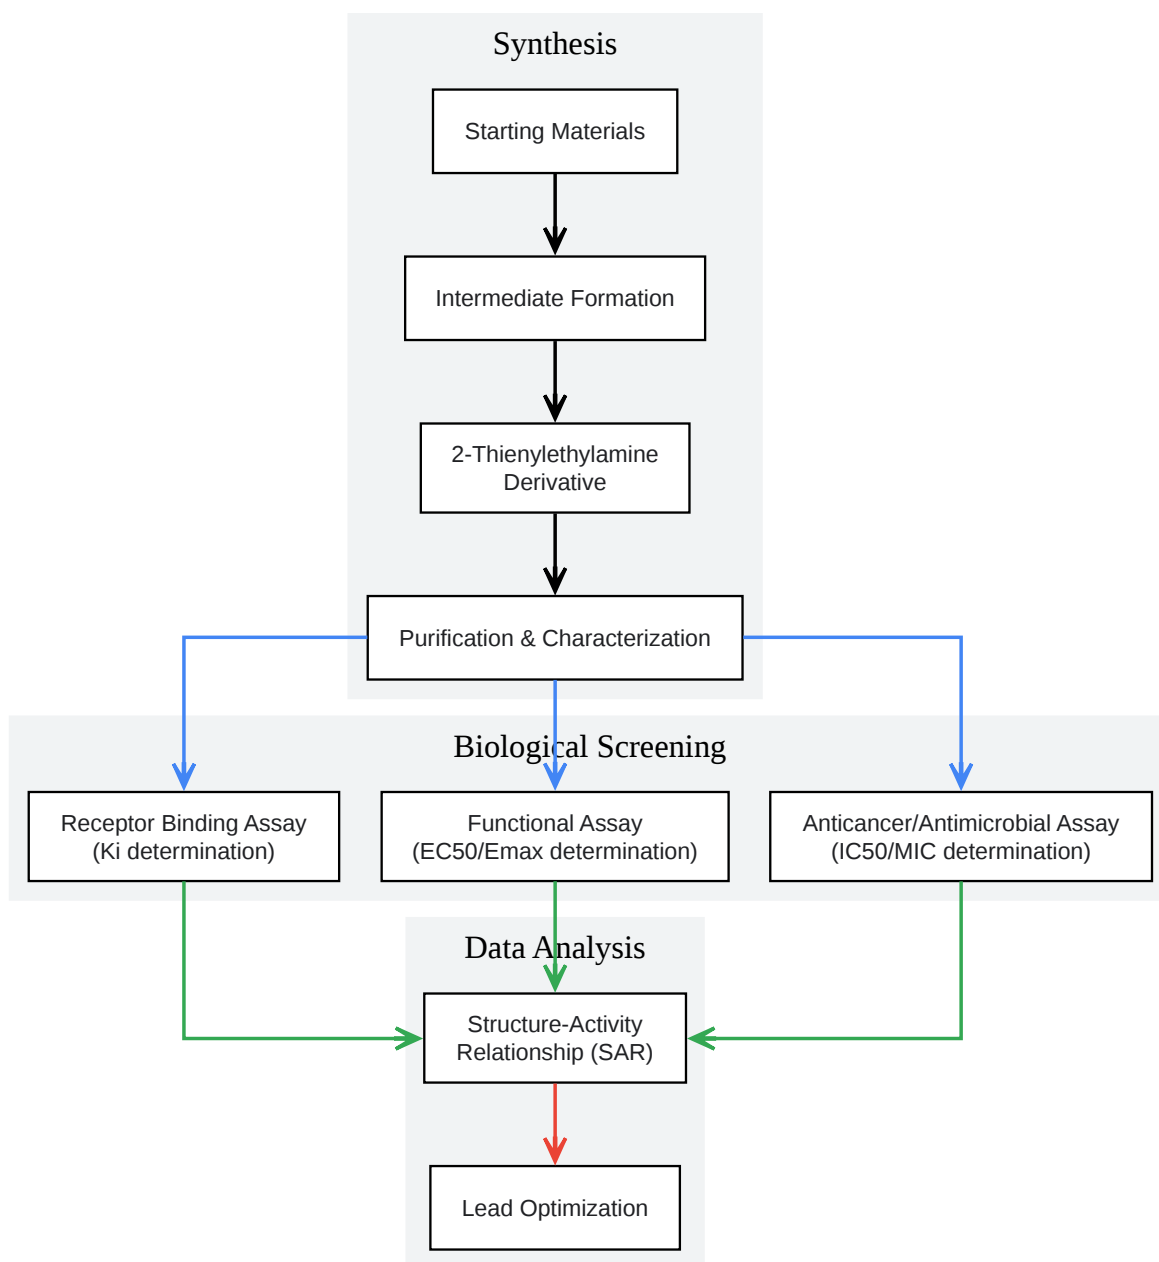 Synthesis
Starting Materials
Intermediate Formation
2-Thienylethylamine
Derivative
Purification & Characterization
Biological Screening
Receptor Binding Assay
(Ki determination)
Functional Assay
(EC50/Emax determination)
Anticancer/Antimicrobial Assay
(IC50/MIC determination)
Data Analysis
Structure-Activity
Relationship (SAR)
Lead Optimization